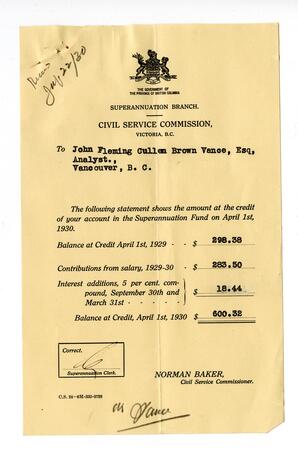 July 22/30
THE GOVERNMENT OF
THE PROVINCE OF BRITISH COLUMBIA
SUPERANNUATION BRANCH.
CIVIL SERVICE COMMISSION,
VICTORIA, B.C.
To John Fleming Cullen Brown Vance, Esq,
Analyst.,
Vancouver, B. C.
The following statement shows the amount at the credit
of your account in the Superannuation Fund on April 1st,
1930.
Balance at Credit April 1st, 1929 - - $ 298.38
Contributions from salary, 1929-30 - $ 283.50
Interest additions, 5 per cent. com-
pound, September 30th and
March 31st - - - - - - $ 18.44
Balance at Credit, April 1st, 1930 $ 600.32
Correct.
Superannuation Clerk.
NORMAN BAKER,
Civil Service Commissioner.
Vance